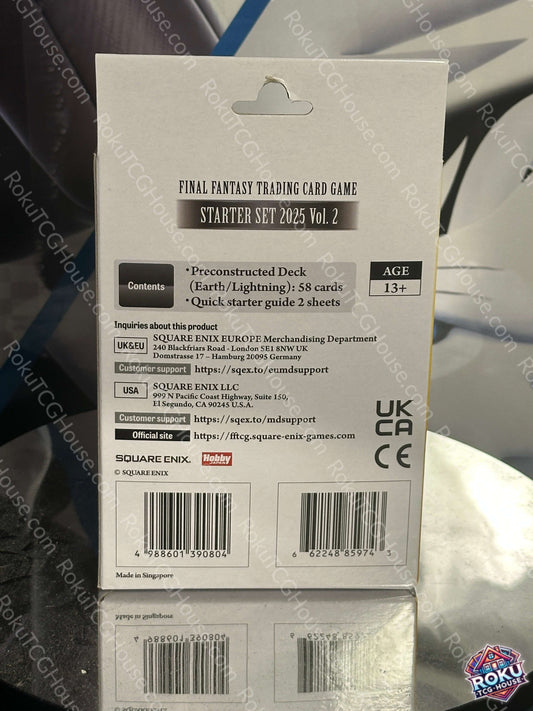 FINAL FANTASY TRADING CARD GAME
STARTER SET 2025 Vol. 2
Contents
・Preconstructed Deck
(Earth/Lightning): 58 cards
・Quick starter guide 2 sheets
AGE
13+
Inquiries about this product
UK&EU
SQUARE ENIX EUROPE Merchandising Department
240 Blackfriars Road - London SE1 8NW UK
Domstrasse 17 – Hamburg 20095 Germany
Customer support https://sqex.to/eumdsupport
USA
SQUARE ENIX LLC
999 N Pacific Coast Highway, Suite 150,
El Segundo, CA 90245 U.S.A.
Customer support https://sqex.to/mdsupport
Official site https://fftcg.square-enix-games.com
UK
CA
CE
SQUARE ENIX.
Hobby
JAPAN
© SQUARE ENIX
4 988601 390804
6 62248 85974 3
Made in Singapore
RokuTCGHouse.com
ROKU
TCG HOUSE